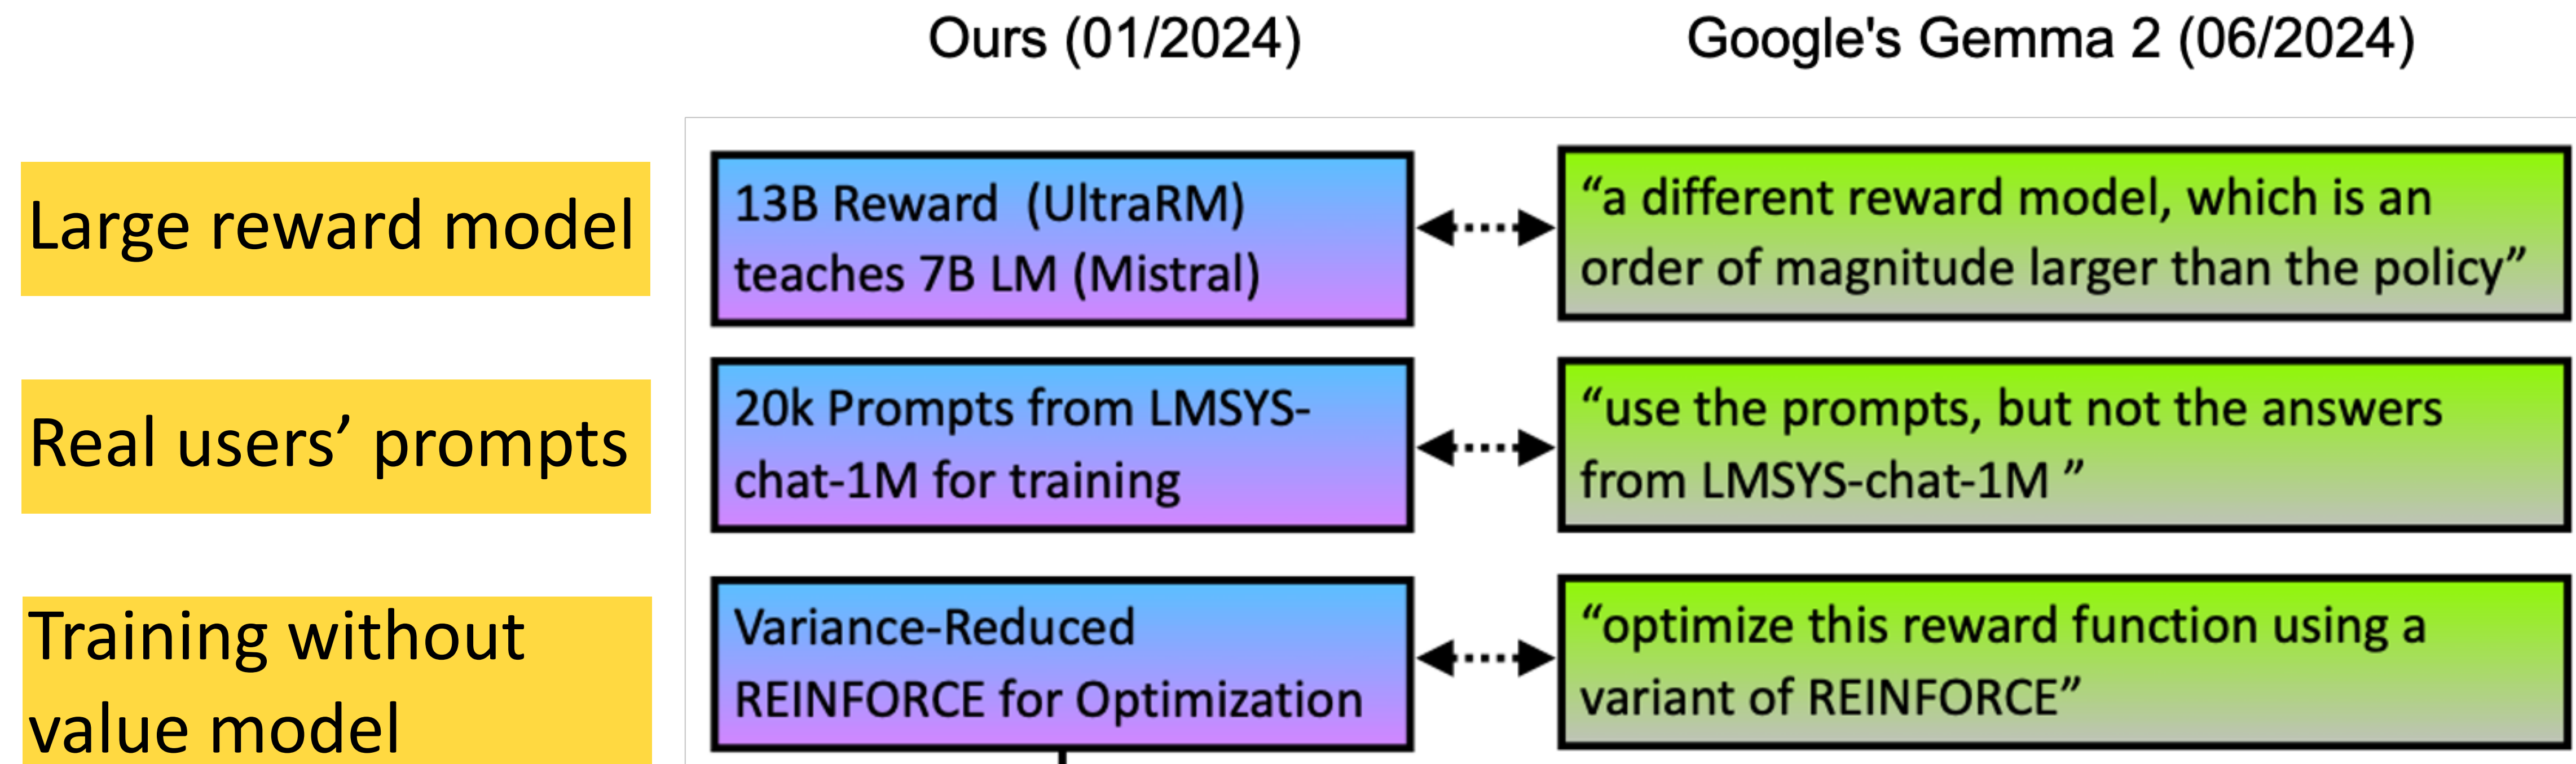 Ours (01/2024)
Google's Gemma 2 (06/2024)
Large reward model
13B Reward  (UltraRM)
teaches 7B LM (Mistral)
“a different reward model, which is an
order of magnitude larger than the policy”
Real users’ prompts
20k Prompts from LMSYS-
chat-1M for training
“use the prompts, but not the answers
from LMSYS-chat-1M ”
Training without
value model
Variance-Reduced
REINFORCE for Optimization
“optimize this reward function using a
variant of REINFORCE”